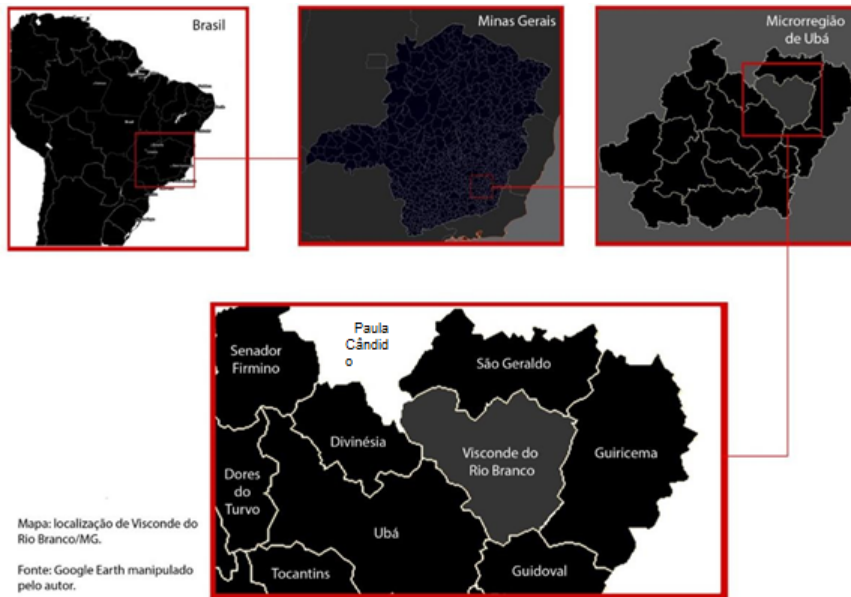 Brasil
Minas Gerais
Microrregião
de Ubá
Paula
Cândid
o
Senador
Firmino
São Geraldo
Divinésia
Visconde do
Rio Branco
Guiricema
Dores
do
Turvo
Ubá
Tocantins
Guidoval
Mapa: localização de Visconde do
Rio Branco/MG.
Fonte: Google Earth manipulado
pelo autor.